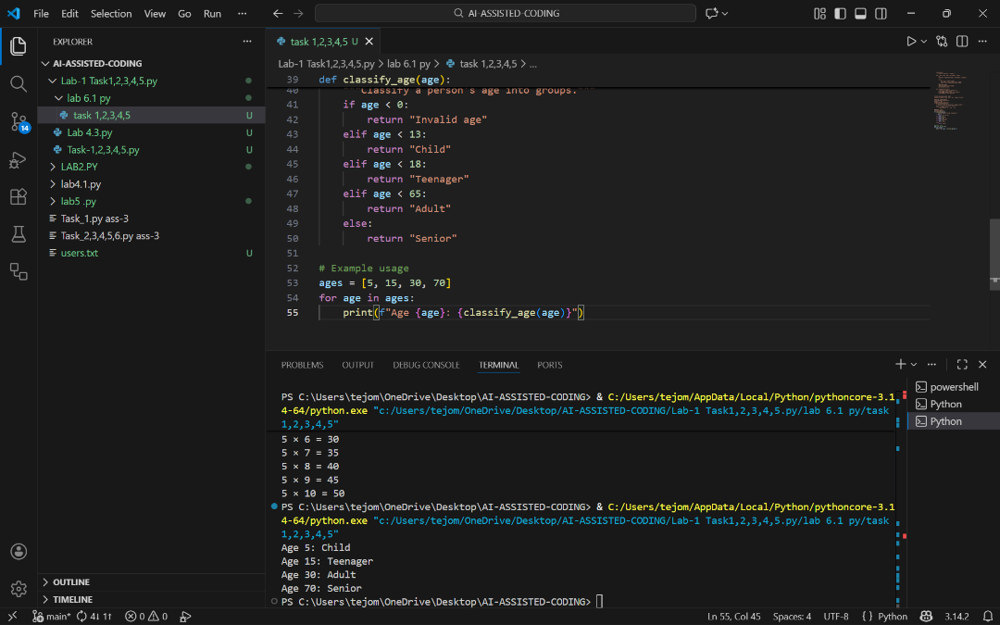 File Edit Selection View Go Run ··· AI-ASSISTED-CODING
EXPLORER
AI-ASSISTED-CODING
Lab-1 Task1,2,3,4,5.py
lab 6.1 py
task 1,2,3,4,5 U
Lab 4.3.py U
Task-1,2,3,4,5.py U
LAB2.PY
lab4.1.py
lab5 .py
Task_1.py ass-3
Task_2,3,4,5,6.py ass-3
users.txt U
14
OUTLINE
TIMELINE
task 1,2,3,4,5 U
Lab-1 Task1,2,3,4,5.py > lab 6.1 py > task 1,2,3,4,5 > ...
39 def classify_age(age):
40 Classify a person's age into groups.
41 if age < 0:
42 return "Invalid age"
43 elif age < 13:
44 return "Child"
45 elif age < 18:
46 return "Teenager"
47 elif age < 65:
48 return "Adult"
49 else:
50 return "Senior"
51
52 # Example usage
53 ages = [5, 15, 30, 70]
54 for age in ages:
55 print(f"Age {age}: {classify_age(age)}")
PROBLEMS OUTPUT DEBUG CONSOLE TERMINAL PORTS
PS C:\Users\tejom\OneDrive\Desktop\AI-ASSISTED-CODING> & C:/Users/tejom/AppData/Local/Python/pythoncore-3.1
4-64/python.exe "c:/Users/tejom/OneDrive/Desktop/AI-ASSISTED-CODING/Lab-1 Task1,2,3,4,5.py/lab 6.1 py/task
1,2,3,4,5"
5 × 6 = 30
5 × 7 = 35
5 × 8 = 40
5 × 9 = 45
5 × 10 = 50
PS C:\Users\tejom\OneDrive\Desktop\AI-ASSISTED-CODING> & C:/Users/tejom/AppData/Local/Python/pythoncore-3.1
4-64/python.exe "c:/Users/tejom/OneDrive/Desktop/AI-ASSISTED-CODING/Lab-1 Task1,2,3,4,5.py/lab 6.1 py/task
1,2,3,4,5"
Age 5: Child
Age 15: Teenager
Age 30: Adult
Age 70: Senior
PS C:\Users\tejom\OneDrive\Desktop\AI-ASSISTED-CODING>
powershell
Python
Python
main* 4↓ 1↑ 0 0 Ln 55, Col 45 Spaces: 4 UTF-8 { } Python 3.14.2